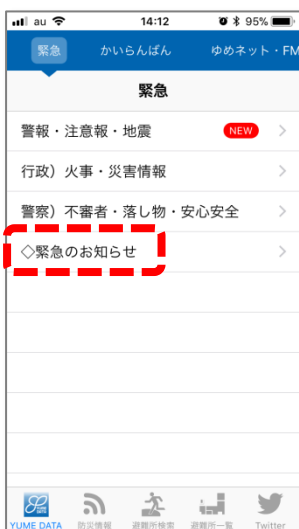 au 14:12 95%
緊急 かいらんばん ゆめネット・FM
緊急
警報・注意報・地震 NEW
行政）火事・災害情報
警察）不審者・落し物・安心安全
◇緊急のお知らせ
YUME DATA 防災情報 避難所検索 避難所一覧 Twitter